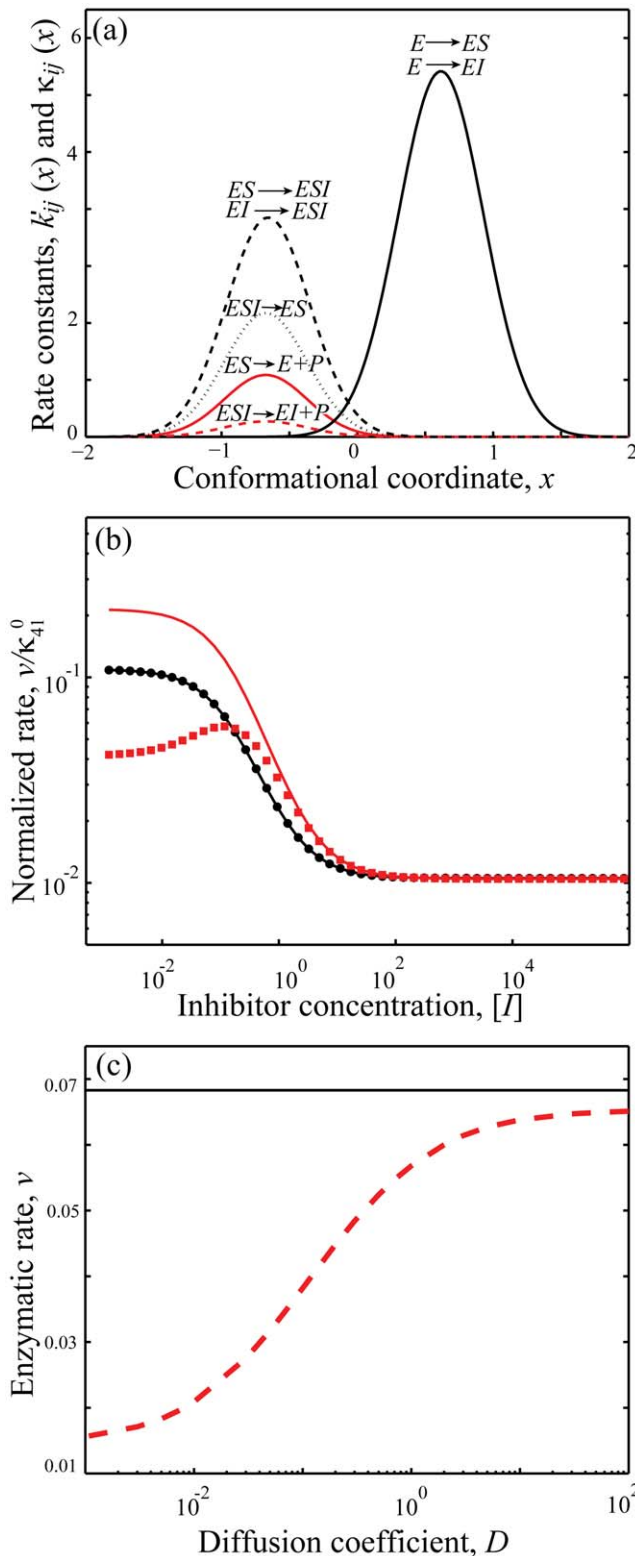 (a)
Rate constants, k̃ij (x) and κij (x)
6
4
2
0
E→ES
E→EI
ES→ESI
EI→ESI
ESI→ES
ES→E+P
ESI→EI+P
−2 −1 0 1 2
Conformational coordinate, x
(b)
Normalized rate, ν/κ⁰₄₁
10⁻¹
10⁻²
10⁻² 10⁰ 10² 10⁴
Inhibitor concentration, [I]
(c)
Enzymatic rate, ν
0.07
0.05
0.03
0.01
10⁻² 10⁰ 10²
Diffusion coefficient, D